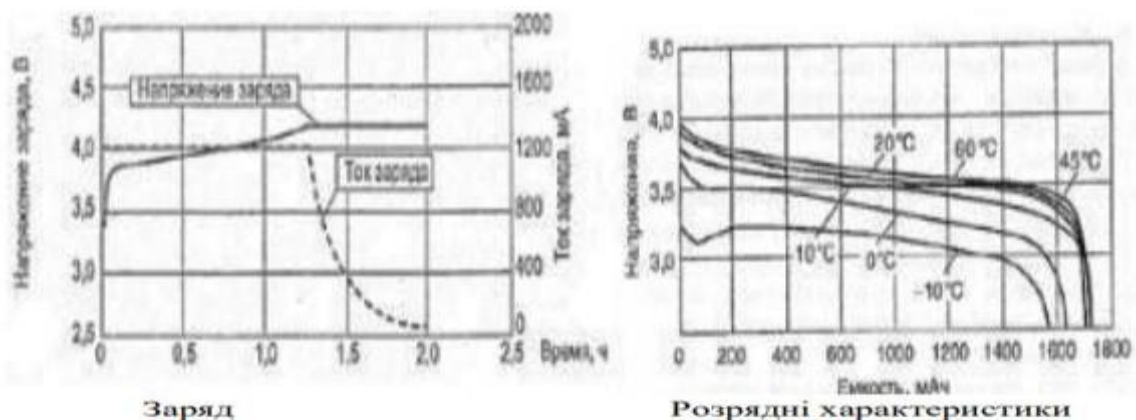 5,0
4,5
4,0
3,5
3,0
2,5
Напряжение заряда, В
Напряжение заряда
Ток заряда
2000
1600
1200
800
400
0
Ток заряда, мА
0
0,5
1,0
1,5
2,0
2,5
Время, ч
Заряд
5,0
4,0
3,5
3,0
Напряжение, В
20°C
60°C
45°C
10°C
0°C
-10°C
0
200
400
600
800
1000
1200
1400
1600
1800
Емкость, мАч
Розрядні характеристики